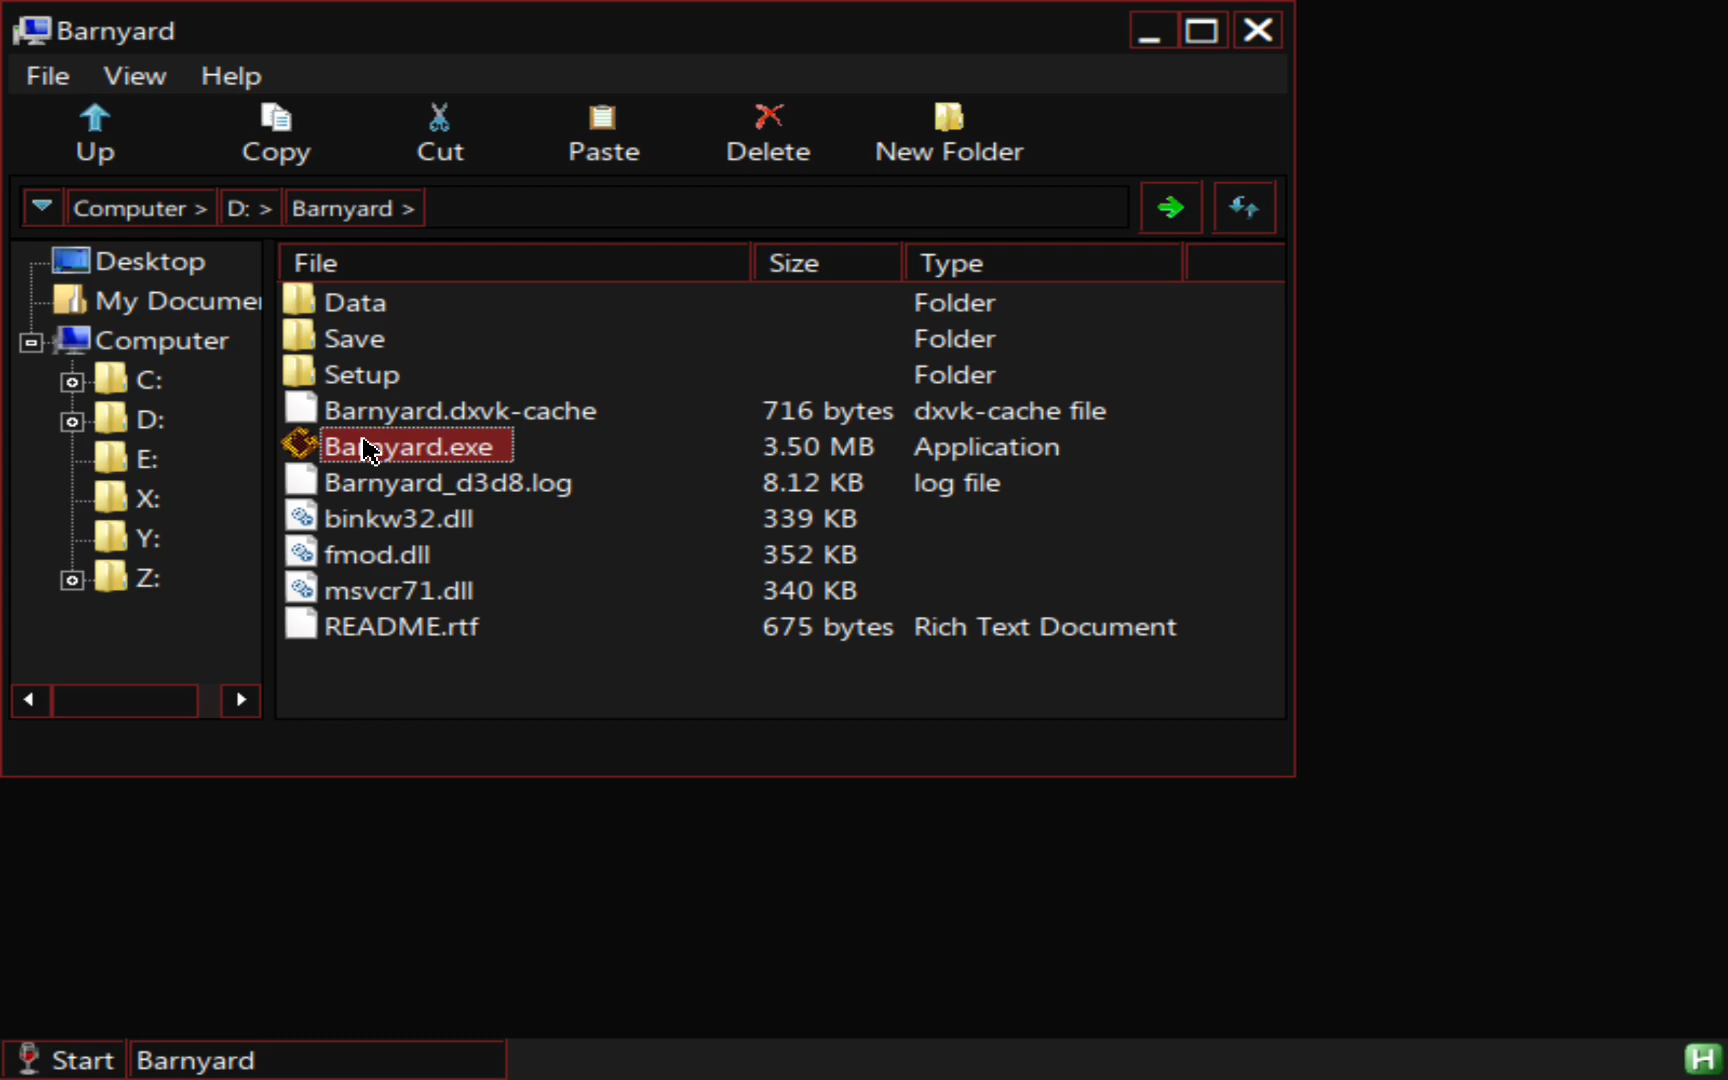 Barnyard
File View Help
Up Copy Cut Paste Delete New Folder
Computer > D: > Barnyard >
Desktop
My Docume
Computer
C:
D:
E:
X:
Y:
Z:
File Size Type
Data Folder
Save Folder
Setup Folder
Barnyard.dxvk-cache 716 bytes dxvk-cache file
Barnyard.exe 3.50 MB Application
Barnyard_d3d8.log 8.12 KB log file
binkw32.dll 339 KB
fmod.dll 352 KB
msvcr71.dll 340 KB
README.rtf 675 bytes Rich Text Document
Start Barnyard H